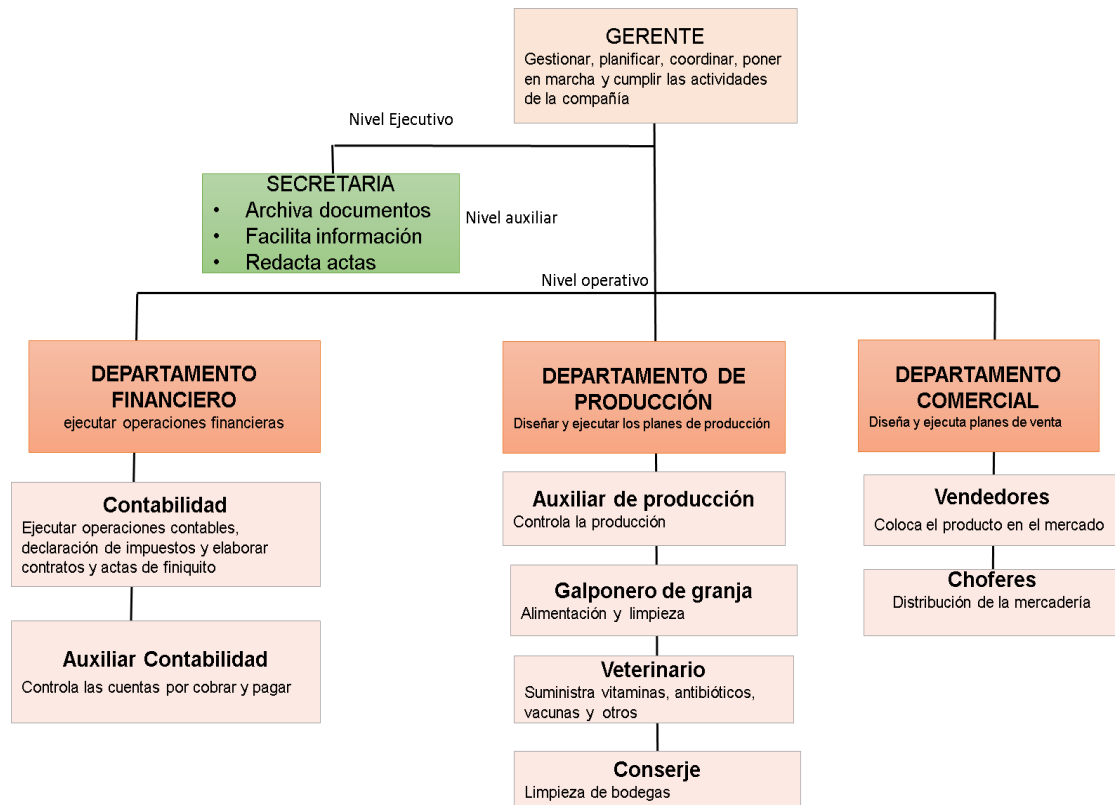 GERENTE
Gestionar, planificar, coordinar, poner
en marcha y cumplir las actividades
de la compañía
Nivel Ejecutivo
SECRETARIA
• Archiva documentos
• Facilita información
• Redacta actas
Nivel auxiliar
Nivel operativo
DEPARTAMENTO
FINANCIERO
ejecutar operaciones financieras
Contabilidad
Ejecutar operaciones contables,
declaración de impuestos y elaborar
contratos y actas de finiquito
Auxiliar Contabilidad
Controla las cuentas por cobrar y pagar
DEPARTAMENTO DE
PRODUCCIÓN
Diseñar y ejecutar los planes de producción
Auxiliar de producción
Controla la producción
Galponero de granja
Alimentación y limpieza
Veterinario
Suministra vitaminas, antibióticos,
vacunas y otros
Conserje
Limpieza de bodegas
DEPARTAMENTO
COMERCIAL
Diseña y ejecuta planes de venta
Vendedores
Coloca el producto en el mercado
Choferes
Distribución de la mercadería